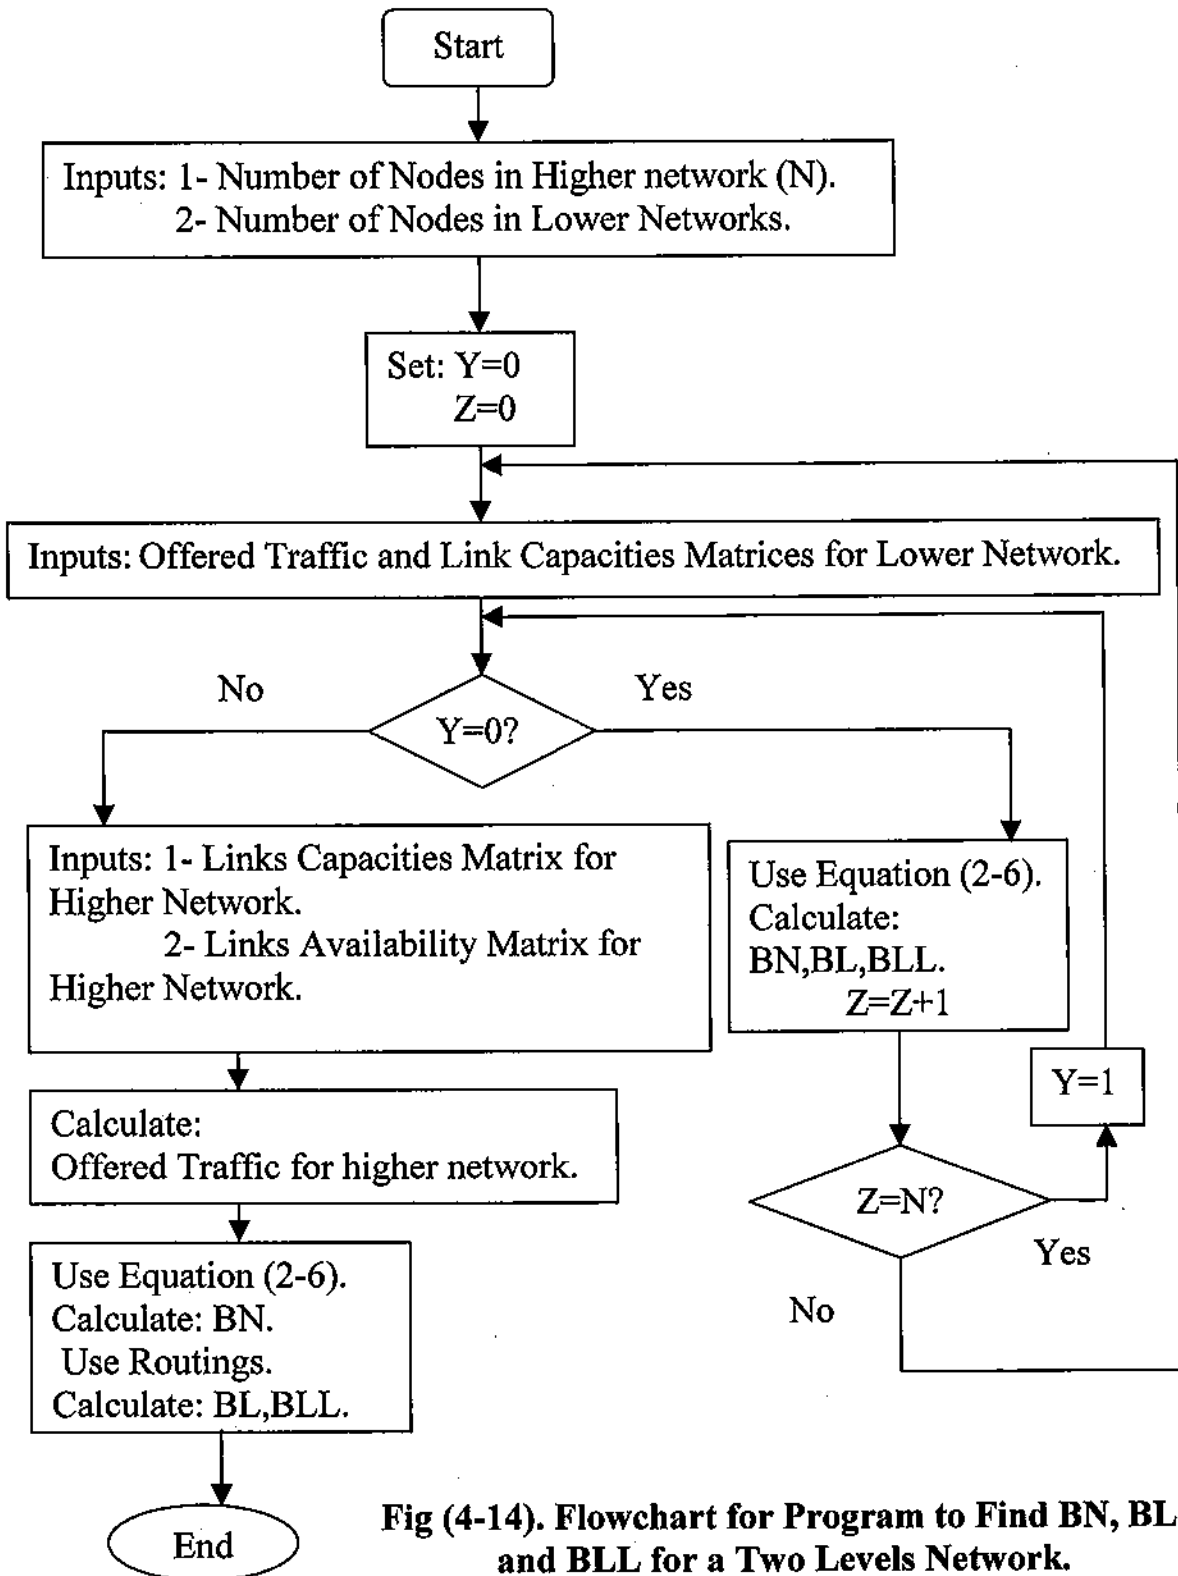 Start
Inputs: 1- Number of Nodes in Higher network (N).
2- Number of Nodes in Lower Networks.
Set: Y=0
Z=0
Inputs: Offered Traffic and Link Capacities Matrices for Lower Network.
No
Yes
Y=0?
Inputs: 1- Links Capacities Matrix for
Higher Network.
2- Links Availability Matrix for
Higher Network.
Use Equation (2-6).
Calculate:
BN,BL,BLL.
Z=Z+1
Y=1
Calculate:
Offered Traffic for higher network.
Z=N?
Yes
No
Use Equation (2-6).
Calculate: BN.
Use Routings.
Calculate: BL,BLL.
End
Fig (4-14). Flowchart for Program to Find BN, BL
and BLL for a Two Levels Network.